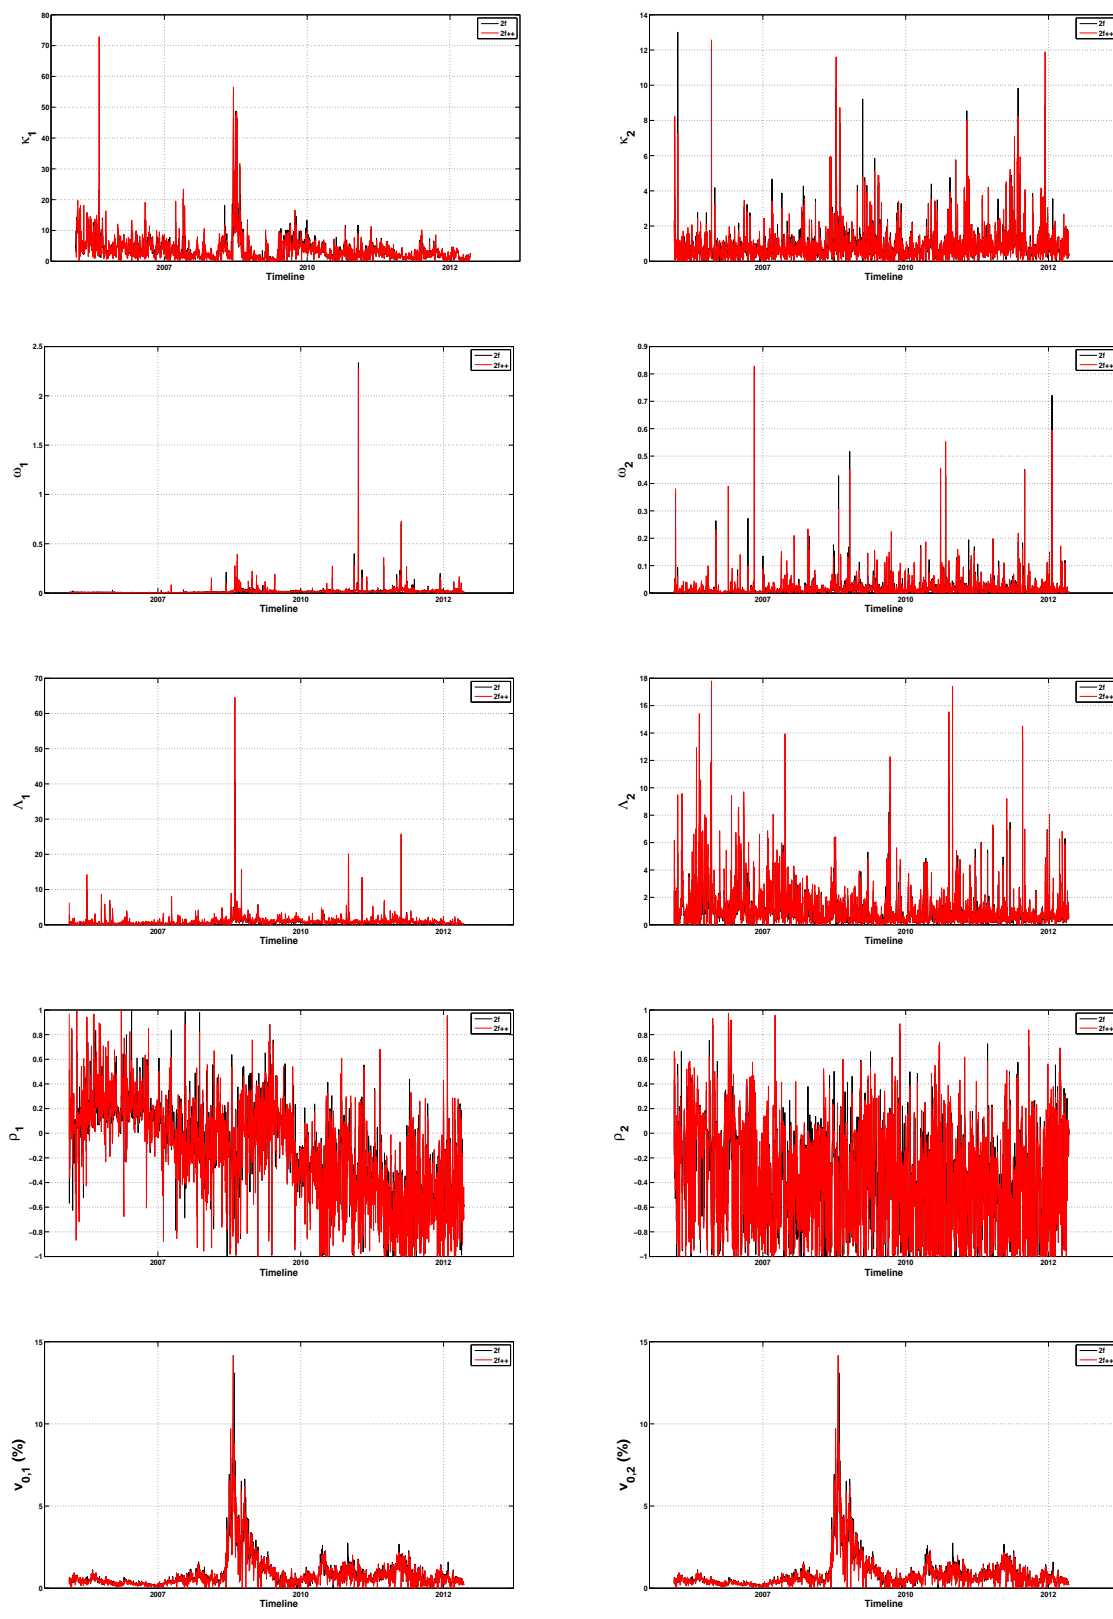 80
70
60
50
40
30
20
10
0
κ1
2f
2f++
2007
2010
2012
Timeline
14
12
10
8
6
4
2
0
κ2
2f
2f++
2007
2010
2012
Timeline
2.5
2
1.5
1
0.5
0
ω1
2f
2f++
2007
2010
2012
Timeline
0.9
0.8
0.7
0.6
0.5
0.4
0.3
0.2
0.1
0
ω2
2f
2f++
2007
2010
2012
Timeline
70
60
50
40
30
20
10
0
Λ1
2f
2f++
2007
2010
2012
Timeline
18
16
14
12
10
8
6
4
2
0
Λ2
2f
2f++
2007
2010
2012
Timeline
1
0.8
0.6
0.4
0.2
0
−0.2
−0.4
−0.6
−0.8
−1
ρ1
2f
2f++
2007
2010
2012
Timeline
1
0.8
0.6
0.4
0.2
0
−0.2
−0.4
−0.6
−0.8
−1
ρ2
2f
2f++
2007
2010
2012
Timeline
15
10
5
0
v0,1 (%)
2f
2f++
2007
2010
2012
Timeline
15
10
5
0
v0,2 (%)
2f
2f++
2007
2010
2012
Timeline